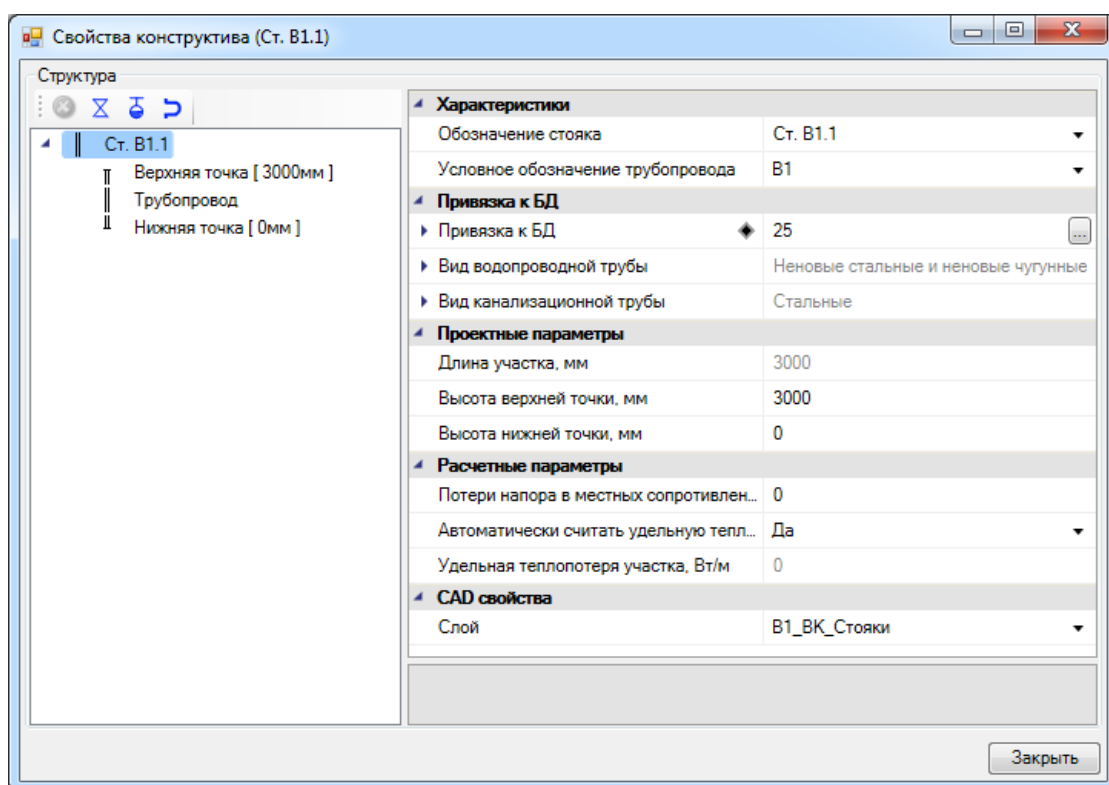 Свойства конструктива (Ст. В1.1)
Структура
Ст. В1.1
Верхняя точка [ 3000мм ]
Трубопровод
Нижняя точка [ 0мм ]
Характеристики
Обозначение стояка Ст. В1.1
Условное обозначение трубопровода В1
Привязка к БД
Привязка к БД 25 ...
Вид водопроводной трубы Неновые стальные и неновые чугунные
Вид канализационной трубы Стальные
Проектные параметры
Длина участка, мм 3000
Высота верхней точки, мм 3000
Высота нижней точки, мм 0
Расчетные параметры
Потери напора в местных сопротивлен... 0
Автоматически считать удельную тепл... Да
Удельная теплопотеря участка, Вт/м 0
CAD свойства
Слой В1_ВК_Стояки
Закрыть